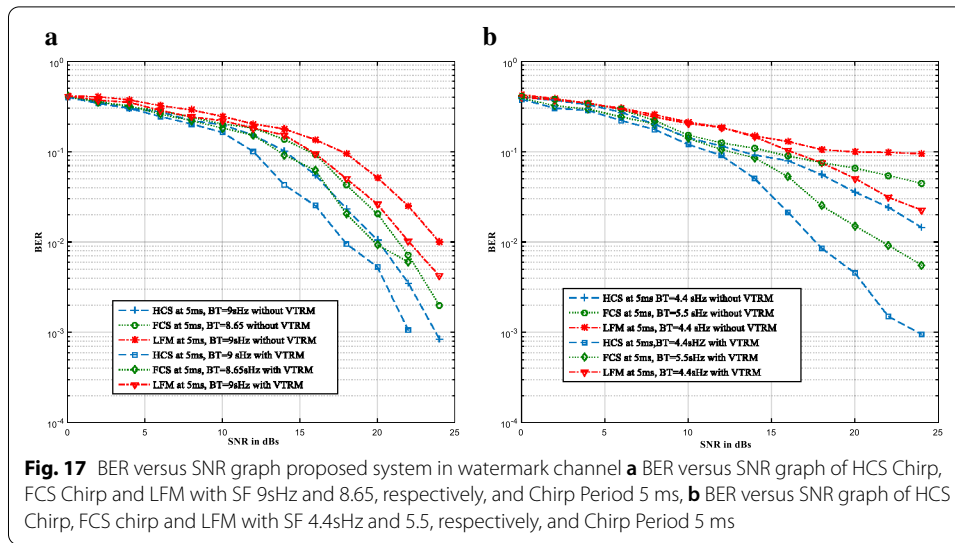 a
b
10^0
10^-1
10^-2
10^-3
10^-4
BER
0
5
10
15
20
25
SNR in dBs
HCS at 5ms, BT=9sHz without VTRM
FCS at 5ms, BT=8.65 without VTRM
LFM at 5ms, BT=9sHz without VTRM
HCS at 5ms, BT=9 sHz with VTRM
FCS at 5ms, BT=8.65sHz with VTRM
LFM at 5ms, BT=9sHz with VTRM
10^0
10^-1
10^-2
10^-3
10^-4
BER
0
5
10
15
20
25
SNR in dBs
HCS at 5ms BT=4.4 sHz without VTRM
FCS at 5ms, BT=5.5 sHz without VTRM
LFM at 5ms, BT=4.4 sHz without VTRM
HCS at 5ms,BT=4.4sHZ with VTRM
FCS at 5ms, BT=5.5sHz with VTRM
LFM at 5ms, BT=4.4sHz with VTRM
Fig. 17 BER versus SNR graph proposed system in watermark channel a BER versus SNR graph of HCS Chirp,
FCS Chirp and LFM with SF 9sHz and 8.65, respectively, and Chirp Period 5 ms, b BER versus SNR graph of HCS
Chirp, FCS chirp and LFM with SF 4.4sHz and 5.5, respectively, and Chirp Period 5 ms